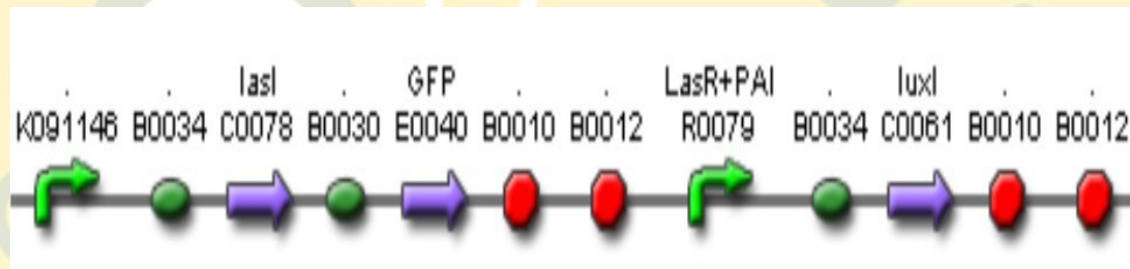 . . lasI . GFP . . LasR+PAI . luxI . .
K091146 B0034 C0078 B0030 E0040 B0010 B0012 R0079 B0034 C0061 B0010 B0012